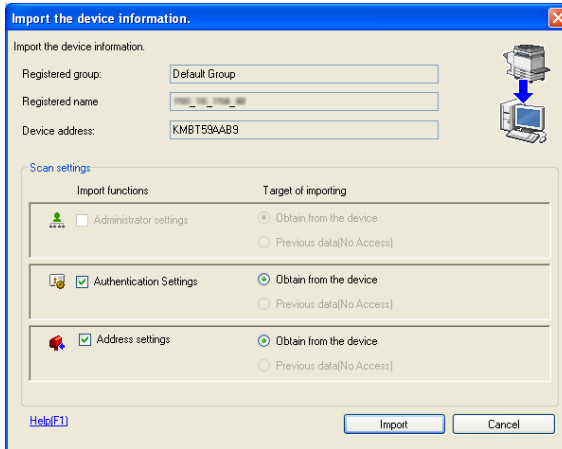 Import the device information.
Import the device information.
Registered group: Default Group
Registered name
Device address: KMBT59AAB9
Scan settings
Import functions Target of importing
Administrator settings Obtain from the device
Previous data(No Access)
Authentication Settings Obtain from the device
Previous data(No Access)
Address settings Obtain from the device
Previous data(No Access)
Help(F1) Import Cancel